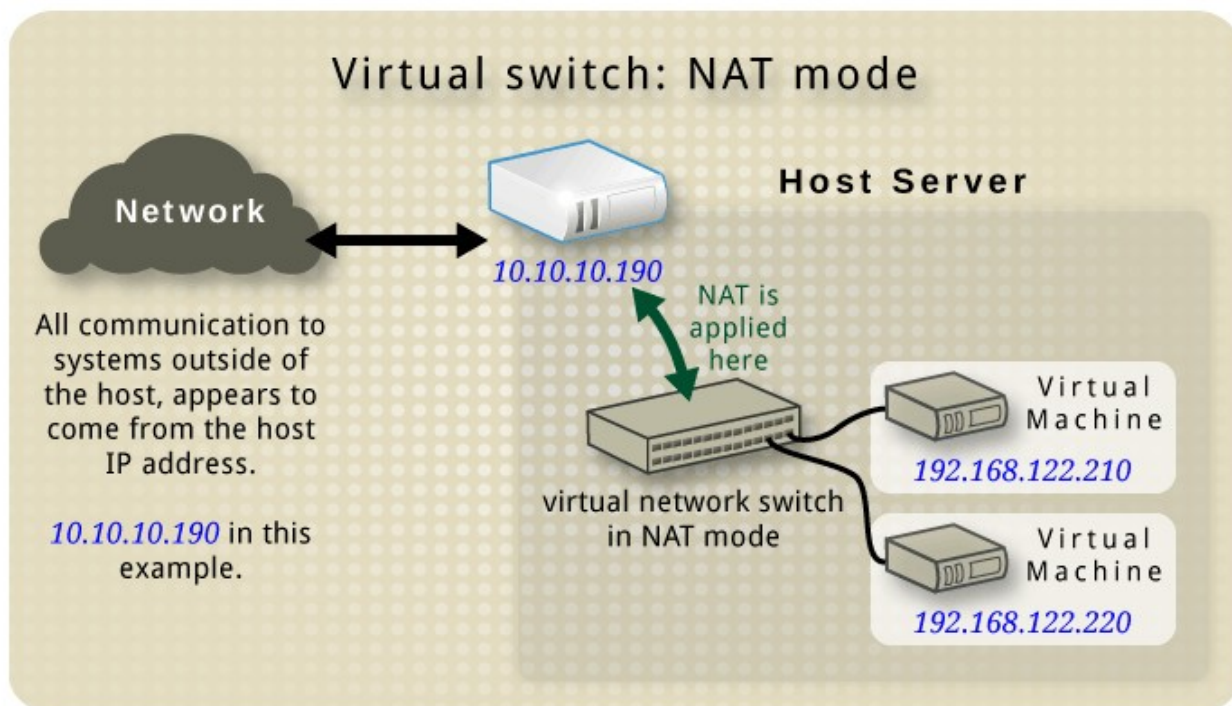 Virtual switch: NAT mode
Network
Host Server
10.10.10.190
NAT is
applied
here
All communication to
systems outside of
the host, appears to
come from the host
IP address.
10.10.10.190 in this
example.
virtual network switch
in NAT mode
Virtual
Machine
192.168.122.210
Virtual
Machine
192.168.122.220